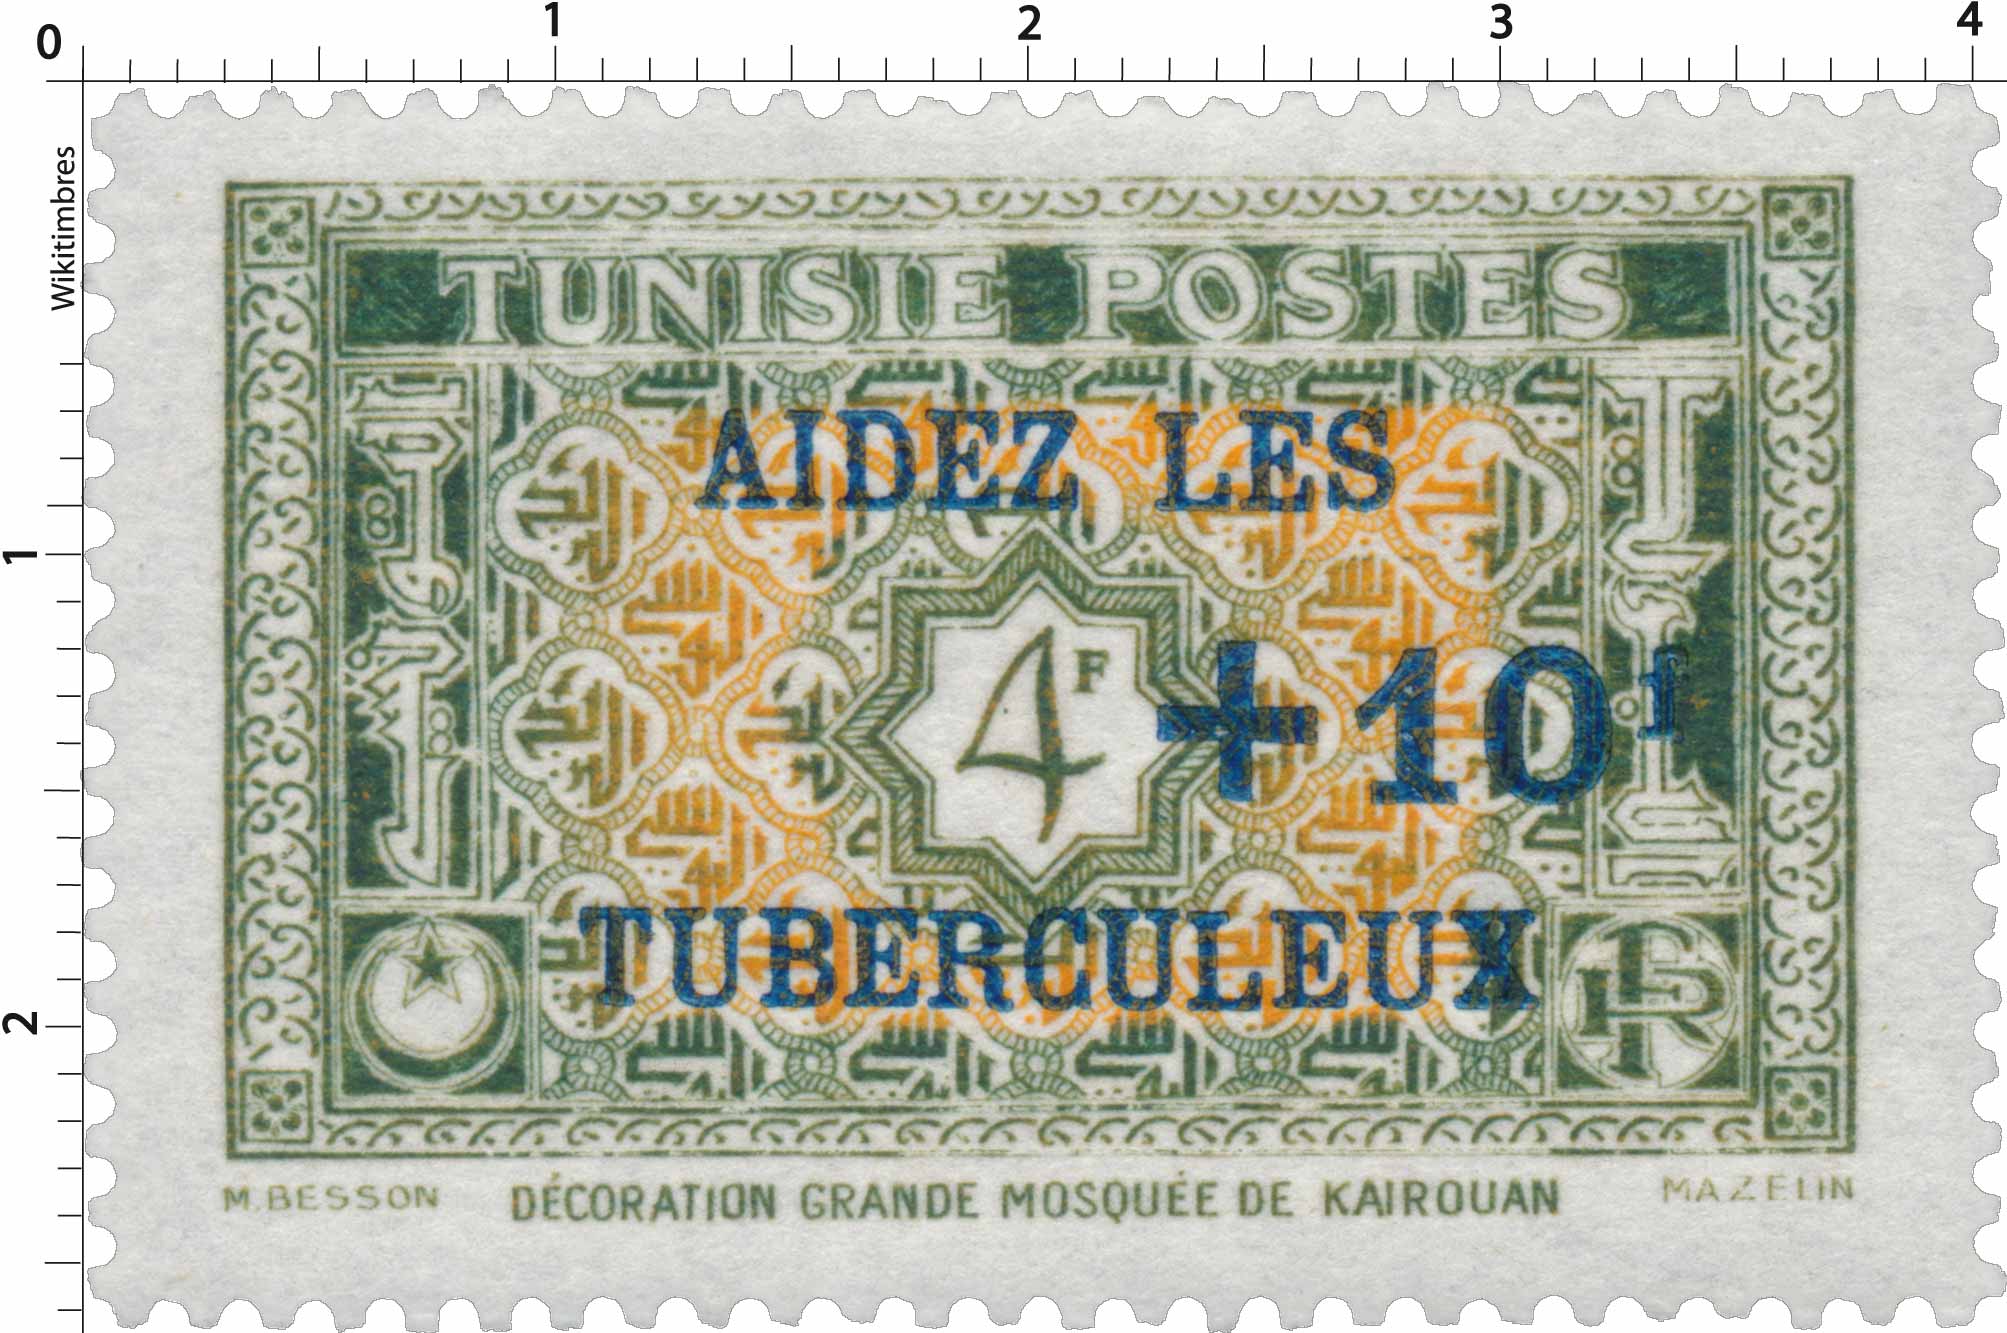 0 1 2 3 4
Wikitimbres
1
2
TUNISIE POSTES
AIDEZ LES
4F + 10f
TUBERCULEUX
RF
M. BESSON DÉCORATION GRANDE MOSQUÉE DE KAIROUAN MAZELIN